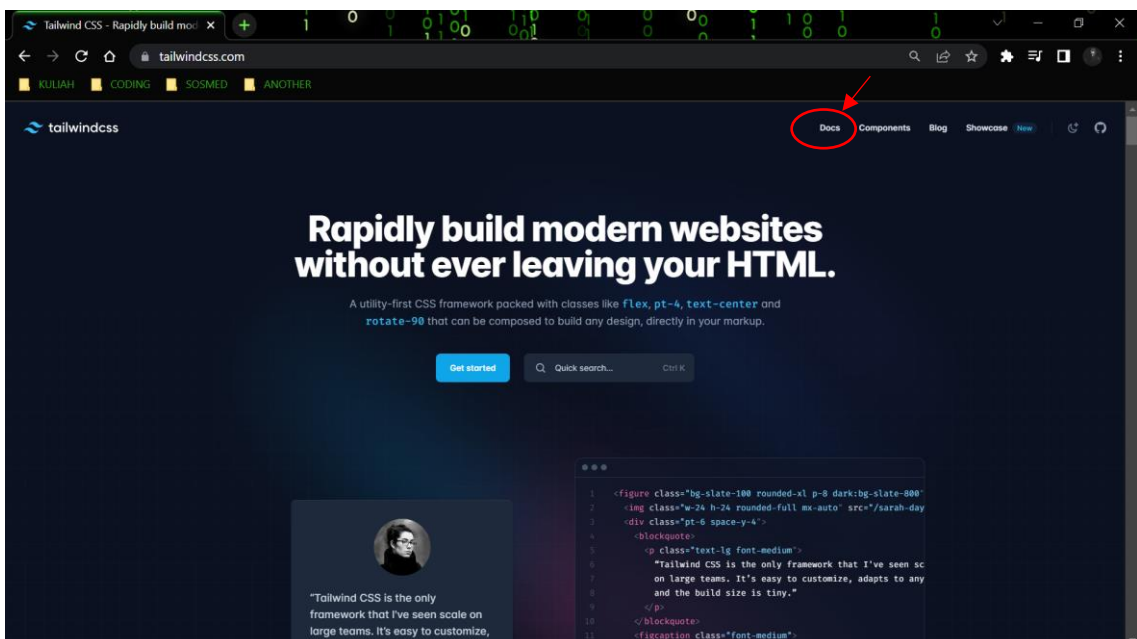 Tailwind CSS - Rapidly build mod
tailwindcss.com
KULIAH CODING SOSMED ANOTHER
tailwindcss
Docs Components Blog Showcase New
Rapidly build modern websites
without ever leaving your HTML.
A utility-first CSS framework packed with classes like flex, pt-4, text-center and
rotate-90 that can be composed to build any design, directly in your markup.
Get started Quick search... Ctrl K
"Tailwind CSS is the only
framework that I've seen scale on
large teams. It's easy to customize,
1 <figure class="bg-slate-100 rounded-xl p-8 dark:bg-slate-800"
2 <img class="w-24 h-24 rounded-full mx-auto" src="/sarah-day
3 <div class="pt-6 space-y-4">
4 <blockquote>
5 <p class="text-lg font-medium">
6 "Tailwind CSS is the only framework that I've seen sc
7 on large teams. It's easy to customize, adapts to any
8 and the build size is tiny."
9 </p>
10 </blockquote>
11 <figcaption class="font-medium">